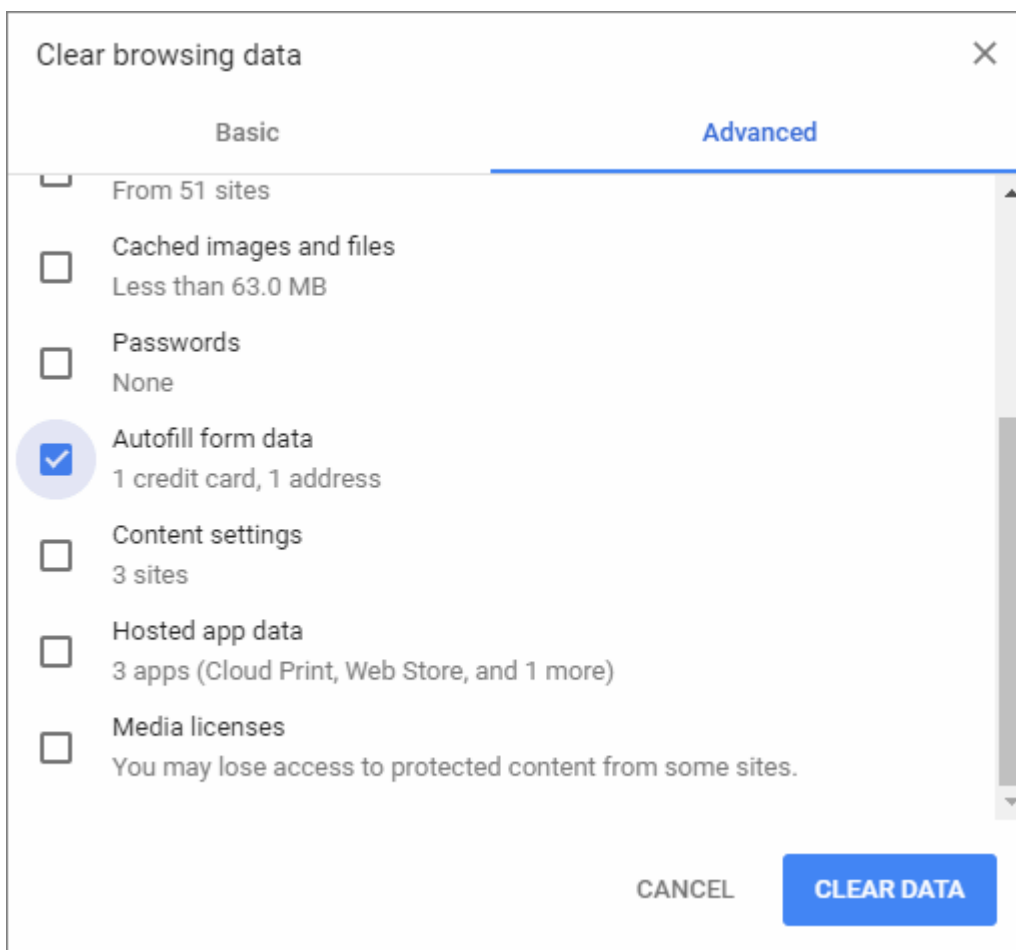 Clear browsing data
Basic
Advanced
From 51 sites
Cached images and files
Less than 63.0 MB
Passwords
None
Autofill form data
1 credit card, 1 address
Content settings
3 sites
Hosted app data
3 apps (Cloud Print, Web Store, and 1 more)
Media licenses
You may lose access to protected content from some sites.
CANCEL
CLEAR DATA